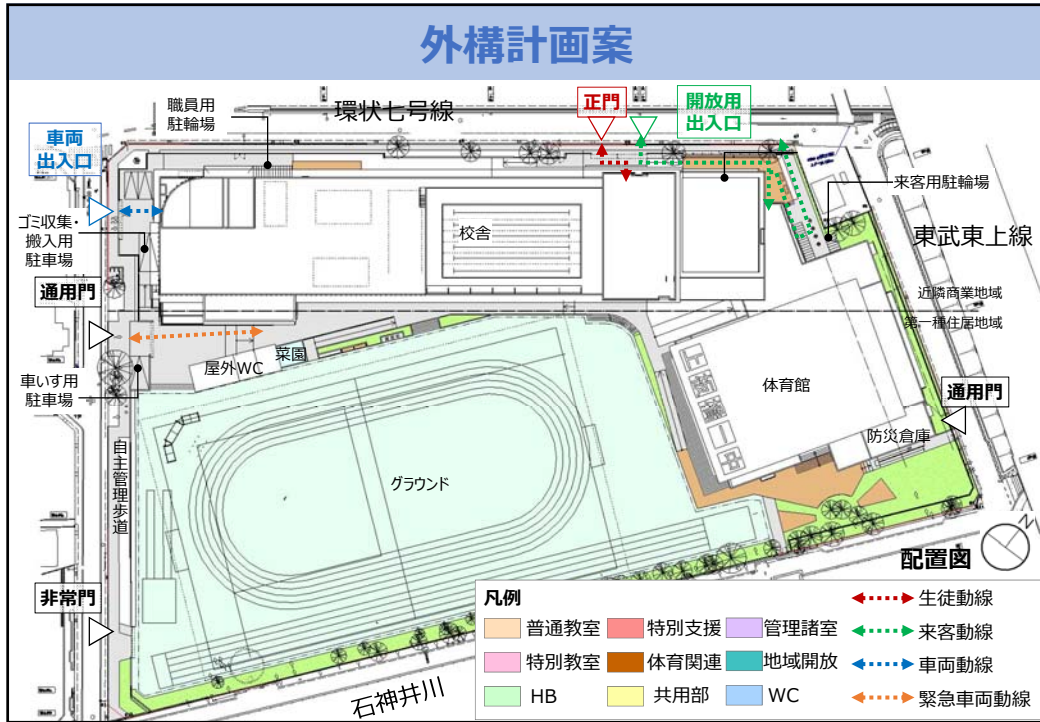 外構計画案
職員用
駐輪場
環状七号線
正門
開放用
出入口
車両
出入口
来客用駐輪場
ゴミ収集・
搬入用
駐車場
校舎
東武東上線
通用門
近隣商業地域
第一種住居地域
屋外WC
菜園
車いす用
駐車場
体育館
通用門
上板橋第二中
防災倉庫
自主管理歩道
グラウンド
N
配置図
非常門
凡例
普通教室
特別支援
管理諸室
特別教室
体育関連
地域開放
HB
共用部
WC
生徒動線
来客動線
車両動線
緊急車両動線
石神井川